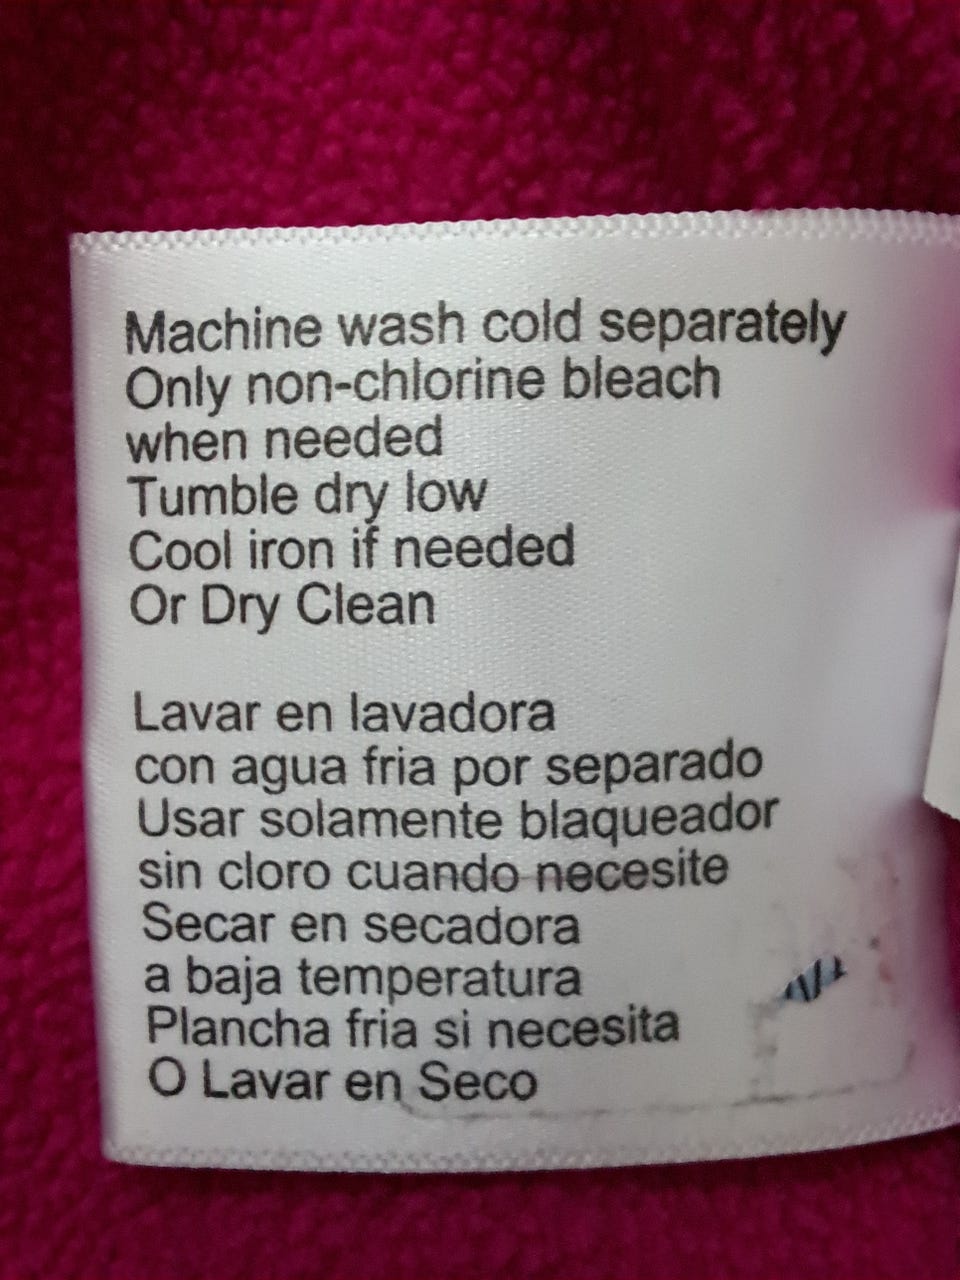 Machine wash cold separately
Only non-chlorine bleach
when needed
Tumble dry low
Cool iron if needed
Or Dry Clean
Lavar en lavadora
con agua fria por separado
Usar solamente blaqueador
sin cloro cuando necesite
Secar en secadora
a baja temperatura
Plancha fria si necesita
O Lavar en Seco